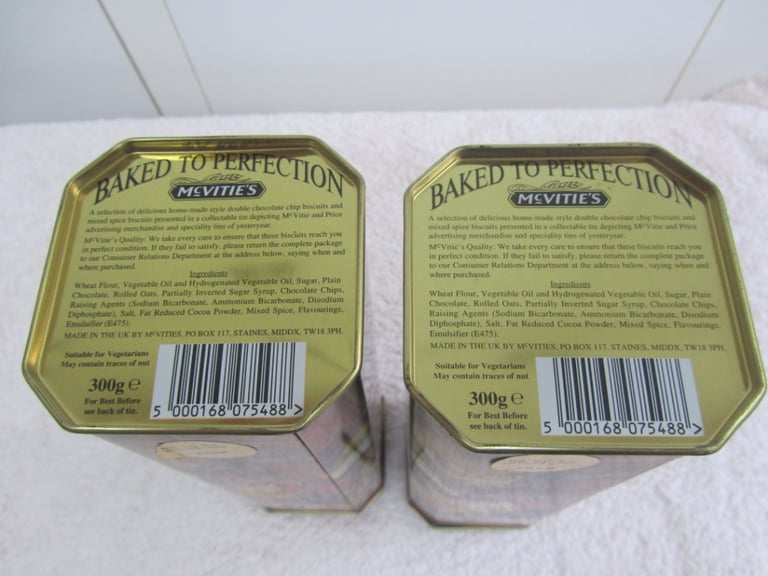 BAKED TO PERFECTION
McVITIE'S
A selection of delicious home-made style double chocolate chip biscuits and
mixed spice biscuits presented in a collectable tin depicting McVitie and Price
advertising merchandise and speciality tins of yesteryear.
McVitie's Quality: We take every care to ensure that these biscuits reach you
in perfect condition. If they fail to satisfy, please return the complete package
to our Consumer Relations Department at the address below, saying when and
where purchased.
Ingredients
Wheat Flour, Vegetable Oil and Hydrogenated Vegetable Oil, Sugar, Plain
Chocolate, Rolled Oats, Partially Inverted Sugar Syrup, Chocolate Chips,
Raising Agents (Sodium Bicarbonate, Ammonium Bicarbonate, Disodium
Diphosphate), Salt, Fat Reduced Cocoa Powder, Mixed Spice, Flavourings,
Emulsifier (E475).
MADE IN THE UK BY McVITIES, PO BOX 117, STAINES, MIDDX, TW18 3PH.
Suitable for Vegetarians
May contain traces of nut
300g e
For Best Before
see back of tin.
5 000168 075488 >
BAKED TO PERFECTION
McVITIE'S
A selection of delicious home-made style double chocolate chip biscuits and
mixed spice biscuits presented in a collectable tin depicting McVitie and Price
advertising merchandise and speciality tins of yesteryear.
McVitie's Quality: We take every care to ensure that these biscuits reach you
in perfect condition. If they fail to satisfy, please return the complete package
to our Consumer Relations Department at the address below, saying when and
where purchased.
Ingredients
Wheat Flour, Vegetable Oil and Hydrogenated Vegetable Oil, Sugar, Plain
Chocolate, Rolled Oats, Partially Inverted Sugar Syrup, Chocolate Chips,
Raising Agents (Sodium Bicarbonate, Ammonium Bicarbonate, Disodium
Diphosphate), Salt, Fat Reduced Cocoa Powder, Mixed Spice, Flavourings,
Emulsifier (E475).
MADE IN THE UK BY McVITIES, PO BOX 117, STAINES, MIDDX, TW18 3PH.
Suitable for Vegetarians
May contain traces of nut
300g e
For Best Before
see back of tin.
5 000168 075488 >